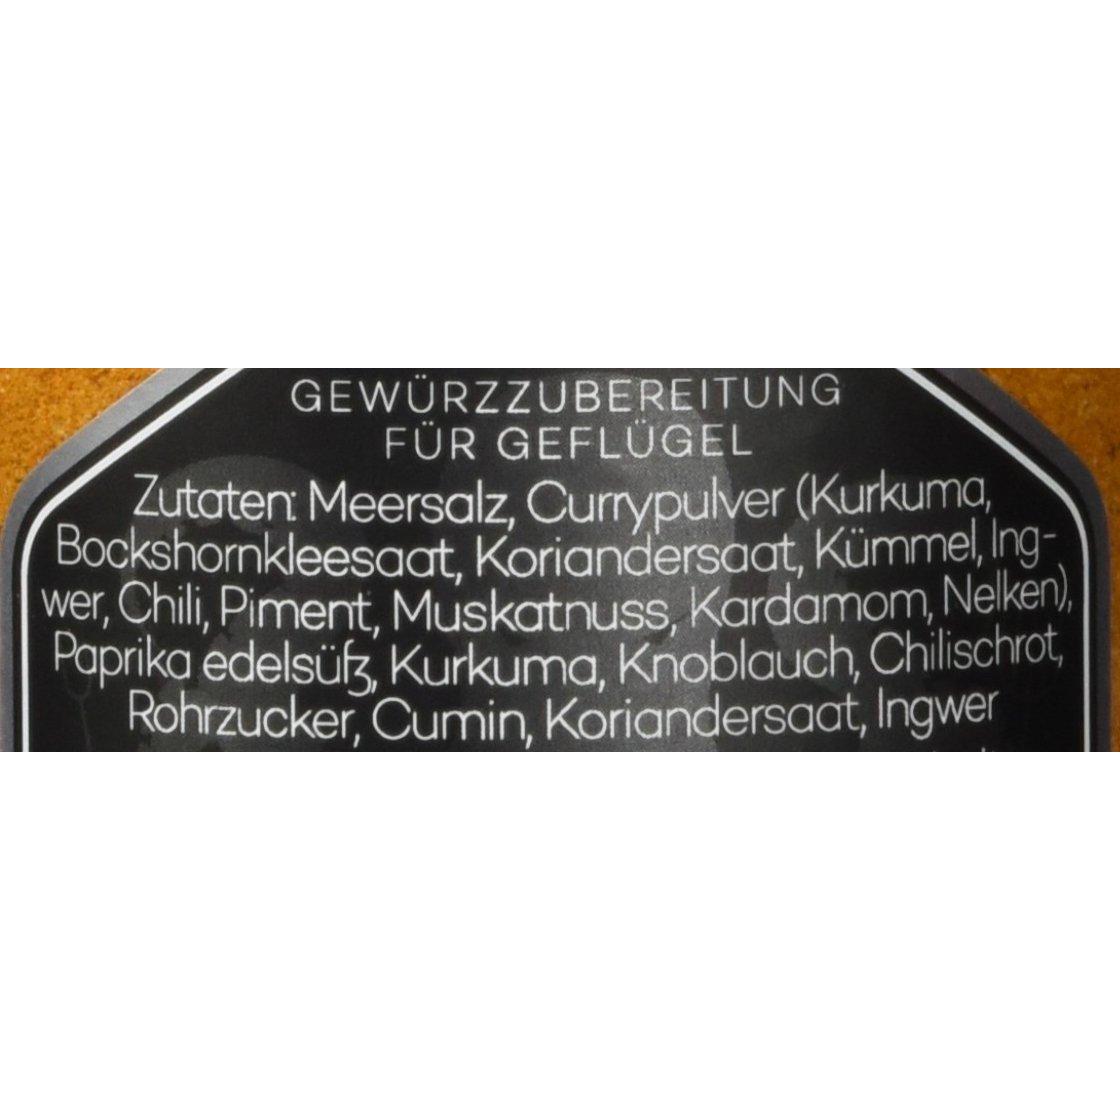 GEWÜRZZUBEREITUNG
FÜR GEFLÜGEL
Zutaten: Meersalz, Currypulver (Kurkuma,
Bockshornkleesaat, Koriandersaat, Kümmel, Ing-
wer, Chili, Piment, Muskatnuss, Kardamom, Nelken),
Paprika edelsüß, Kurkuma, Knoblauch, Chilischrot,
Rohrzucker, Cumin, Koriandersaat, Ingwer